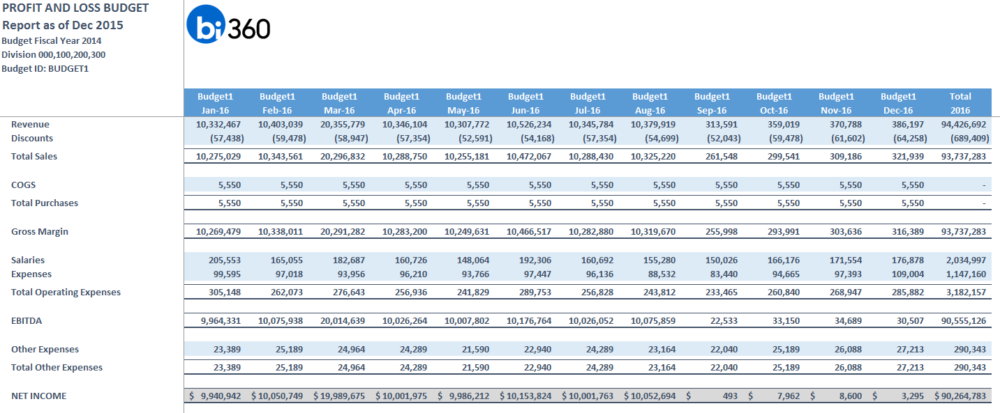 PROFIT AND LOSS BUDGET
Report as of Dec 2015
Budget Fiscal Year 2014
Division 000,100,200,300
Budget ID: BUDGET1
bi 360
Budget1 Budget1 Budget1 Budget1 Budget1 Budget1 Budget1 Budget1 Budget1 Budget1 Budget1 Budget1 Total
Jan-16 Feb-16 Mar-16 Apr-16 May-16 Jun-16 Jul-16 Aug-16 Sep-16 Oct-16 Nov-16 Dec-16 2016
Revenue 10,332,467 10,403,039 20,355,779 10,346,104 10,307,772 10,526,234 10,345,784 10,379,919 313,591 359,019 370,788 386,197 94,426,692
Discounts (57,438) (59,478) (58,947) (57,354) (52,591) (54,168) (57,354) (54,699) (52,043) (59,478) (61,602) (64,258) (689,409)
Total Sales 10,275,029 10,343,561 20,296,832 10,288,750 10,255,181 10,472,067 10,288,430 10,325,220 261,548 299,541 309,186 321,939 93,737,283
COGS 5,550 5,550 5,550 5,550 5,550 5,550 5,550 5,550 5,550 5,550 5,550 5,550 -
Total Purchases 5,550 5,550 5,550 5,550 5,550 5,550 5,550 5,550 5,550 5,550 5,550 5,550 -
Gross Margin 10,269,479 10,338,011 20,291,282 10,283,200 10,249,631 10,466,517 10,282,880 10,319,670 255,998 293,991 303,636 316,389 93,737,283
Salaries 205,553 165,055 182,687 160,726 148,064 192,306 160,692 155,280 150,026 166,176 171,554 176,878 2,034,997
Expenses 99,595 97,018 93,956 96,210 93,766 97,447 96,136 88,532 83,440 94,665 97,393 109,004 1,147,160
Total Operating Expenses 305,148 262,073 276,643 256,936 241,829 289,753 256,828 243,812 233,465 260,840 268,947 285,882 3,182,157
EBITDA 9,964,331 10,075,938 20,014,639 10,026,264 10,007,802 10,176,764 10,026,052 10,075,859 22,533 33,150 34,689 30,507 90,555,126
Other Expenses 23,389 25,189 24,964 24,289 21,590 22,940 24,289 23,164 22,040 25,189 26,088 27,213 290,343
Total Other Expenses 23,389 25,189 24,964 24,289 21,590 22,940 24,289 23,164 22,040 25,189 26,088 27,213 290,343
NET INCOME $ 9,940,942 $ 10,050,749 $ 19,989,675 $ 10,001,975 $ 9,986,212 $ 10,153,824 $ 10,001,763 $ 10,052,694 $ 493 $ 7,962 $ 8,600 $ 3,295 $ 90,264,783